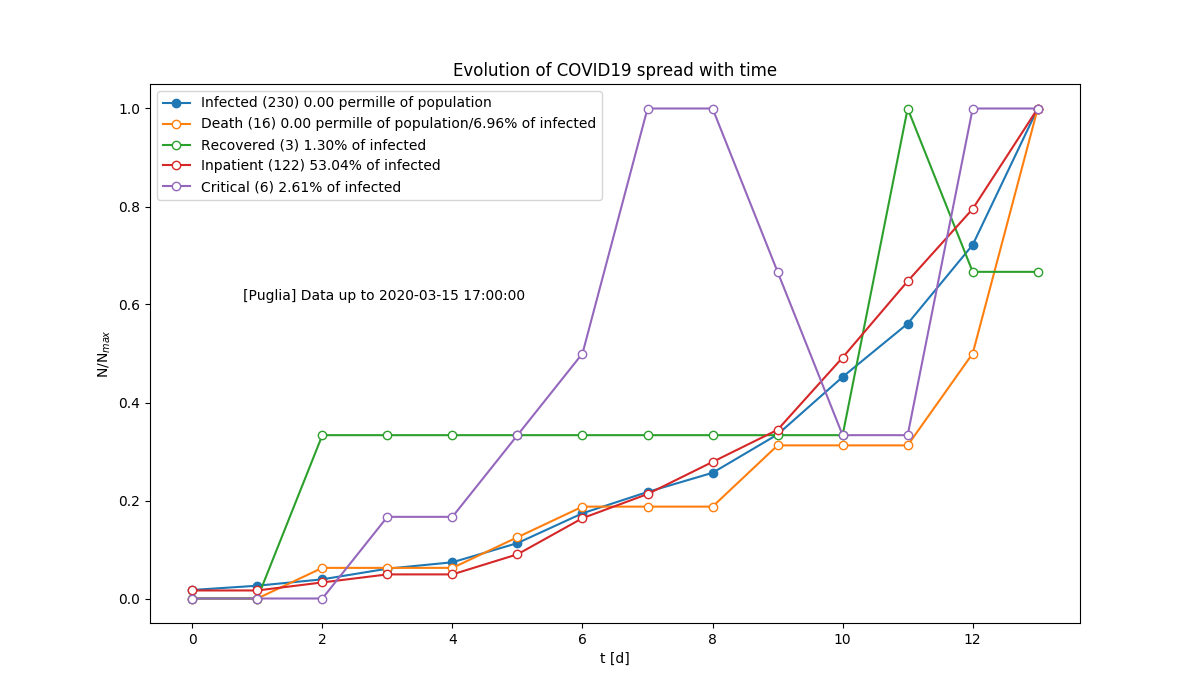 Evolution of COVID19 spread with time
Infected (230) 0.00 permille of population
Death (16) 0.00 permille of population/6.96% of infected
Recovered (3) 1.30% of infected
Inpatient (122) 53.04% of infected
Critical (6) 2.61% of infected
[Puglia] Data up to 2020-03-15 17:00:00
N/Nmax
1.0
0.8
0.6
0.4
0.2
0.0
0 2 4 6 8 10 12
t [d]